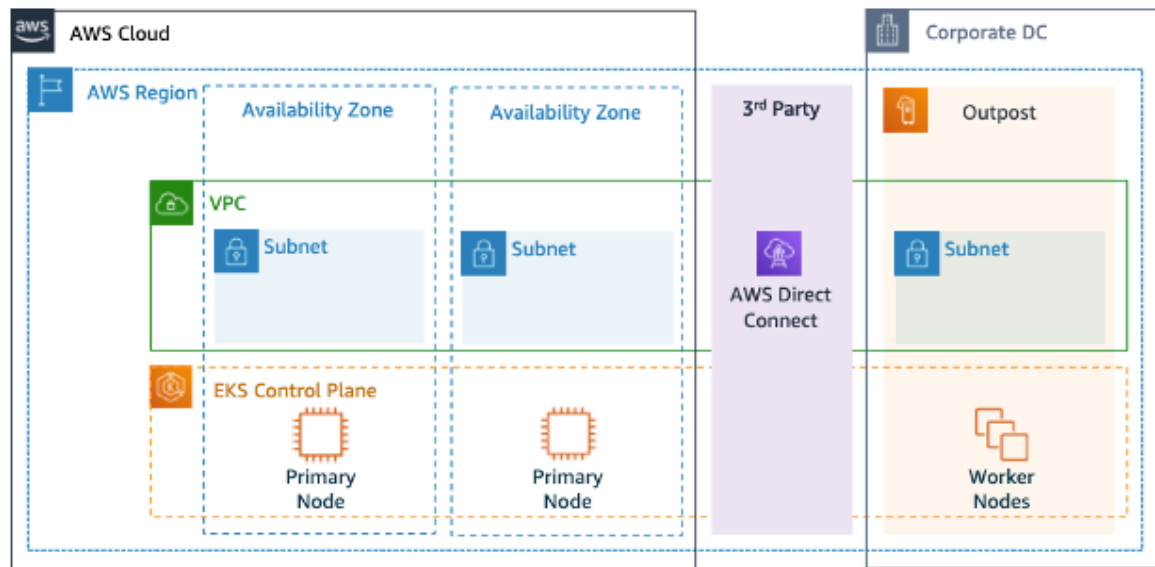 aws
AWS Cloud
Corporate DC
AWS Region
Availability Zone
Availability Zone
3rd Party
Outpost
VPC
Subnet
Subnet
Subnet
AWS Direct
Connect
EKS Control Plane
Primary
Node
Primary
Node
Worker
Nodes